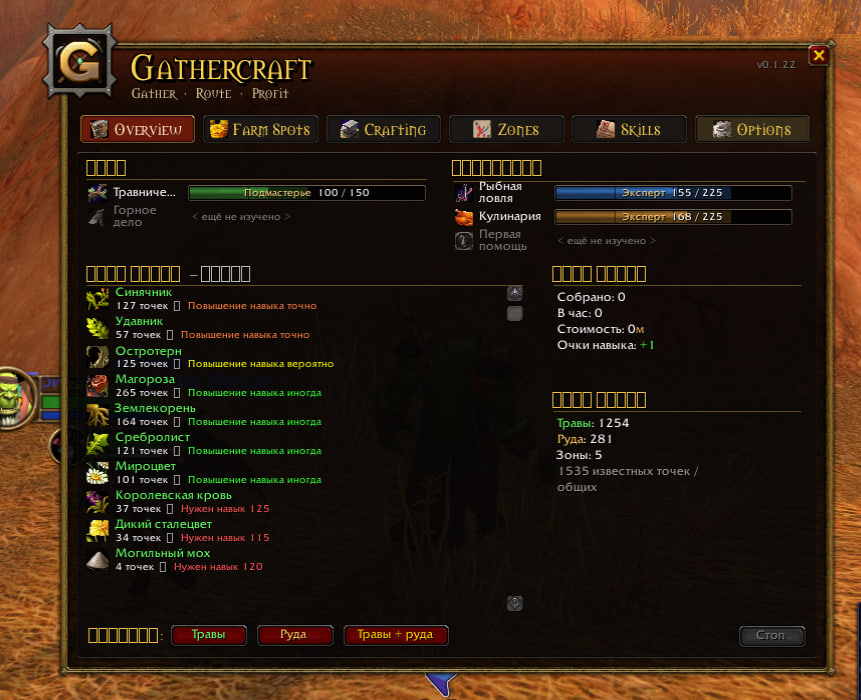 G
GATHERCRAFT
GATHER · ROUTE · PROFIT
v0.1.22
OVERVIEW
FARM SPOTS
CRAFTING
ZONES
SKILLS
OPTIONS
Травниче...
Подмастерье 100 / 150
Горное дело
< ещё не изучено >
Рыбная ловля
Эксперт 155 / 225
Кулинария
Эксперт 168 / 225
Первая помощь
< ещё не изучено >
Синячник
127 точек Повышение навыка точно
Удавник
57 точек Повышение навыка точно
Остротерн
125 точек Повышение навыка вероятно
Магороза
265 точек Повышение навыка иногда
Землекорень
164 точек Повышение навыка иногда
Сребролист
121 точек Повышение навыка иногда
Мироцвет
101 точек Повышение навыка иногда
Королевская кровь
37 точек Нужен навык 125
Дикий сталецвет
34 точек Нужен навык 115
Могильный мох
4 точек Нужен навык 120
Собрано: 0
В час: 0
Стоимость: 0м
Очки навыка: +1
Травы: 1254
Руда: 281
Зоны: 5
1535 известных точек /
общих
Травы
Руда
Травы + руда
Стоп